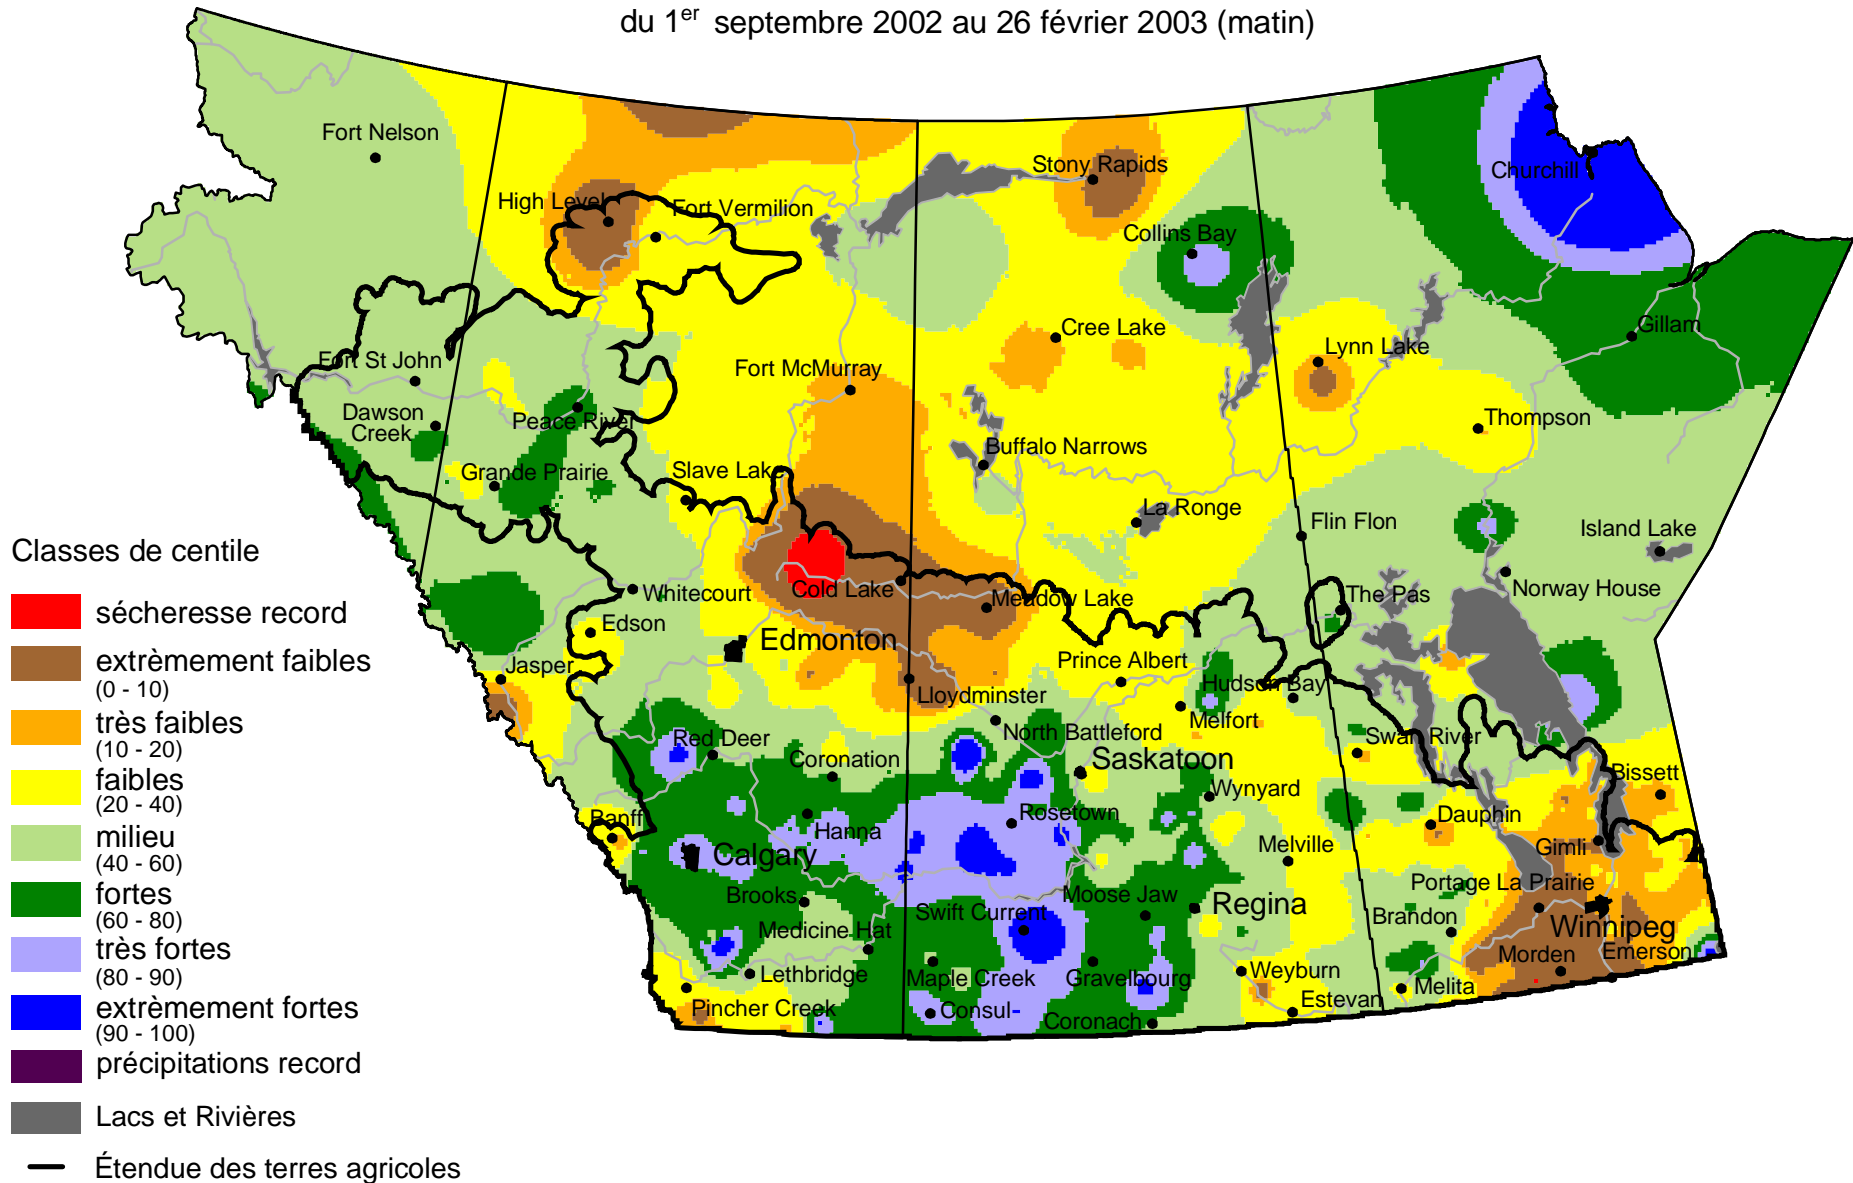 du 1er septembre 2002 au 26 février 2003 (matin)
Fort Nelson
Churchill
Stony Rapids
High Level
Fort Vermilion
Collins Bay
Gillam
Cree Lake
Lynn Lake
Fort St John
Fort McMurray
Dawson
Creek
Peace River
Thompson
Buffalo Narrows
Grande Prairie
Slave Lake
La Ronge
Flin Flon
Island Lake
Classes de centile
Whitecourt
Cold Lake
Meadow Lake
The Pas
Norway House
sécheresse record
Edson
Edmonton
extrèmement faibles
(0 - 10)
Jasper
Prince Albert
Hudson Bay
Lloydminster
très faibles
(10 - 20)
North Battleford
Melfort
Red Deer
Coronation
Saskatoon
Swan River
faibles
(20 - 40)
Wynyard
Bissett
Banff
Hanna
Rosetown
Dauphin
milieu
(40 - 60)
Calgary
Melville
Gimli
fortes
(60 - 80)
Brooks
Moose Jaw
Portage La Prairie
Swift Current
Regina
Brandon
Winnipeg
très fortes
(80 - 90)
Medicine Hat
Morden
Emerson
Lethbridge
Maple Creek
Gravelbourg
Weyburn
Melita
extrèmement fortes
(90 - 100)
Pincher Creek
Consul
Coronach
Estevan
précipitations record
Lacs et Rivières
Étendue des terres agricoles